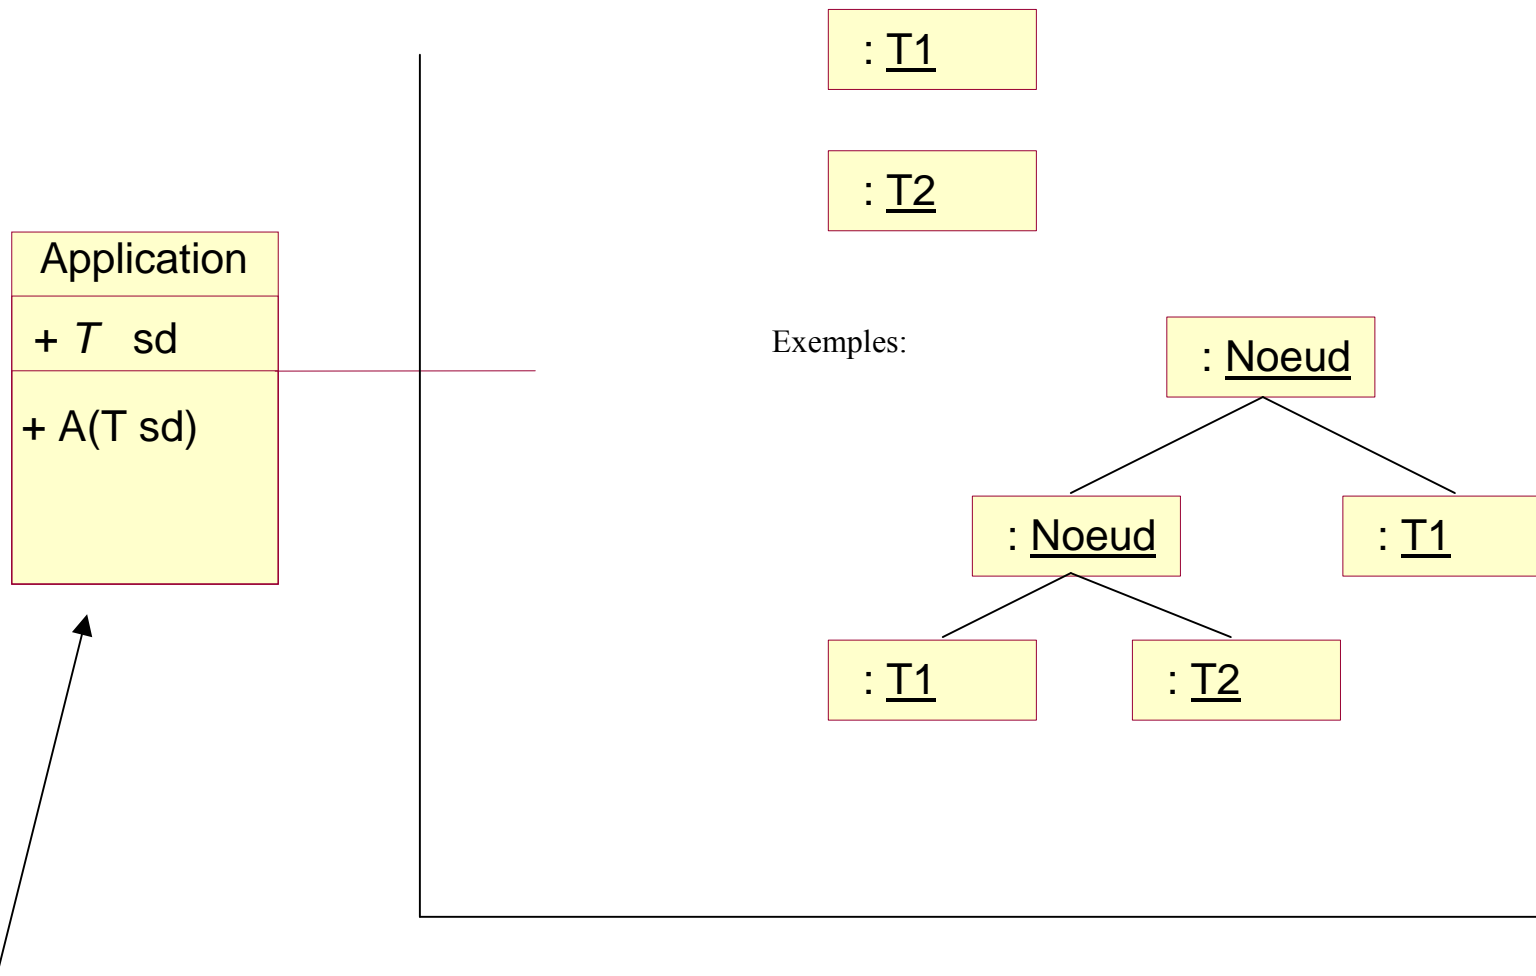 : T1
: T2
Application
+ T sd
+ A(T sd)
Exemples:
: Noeud
: Noeud
: T1
: T1
: T2